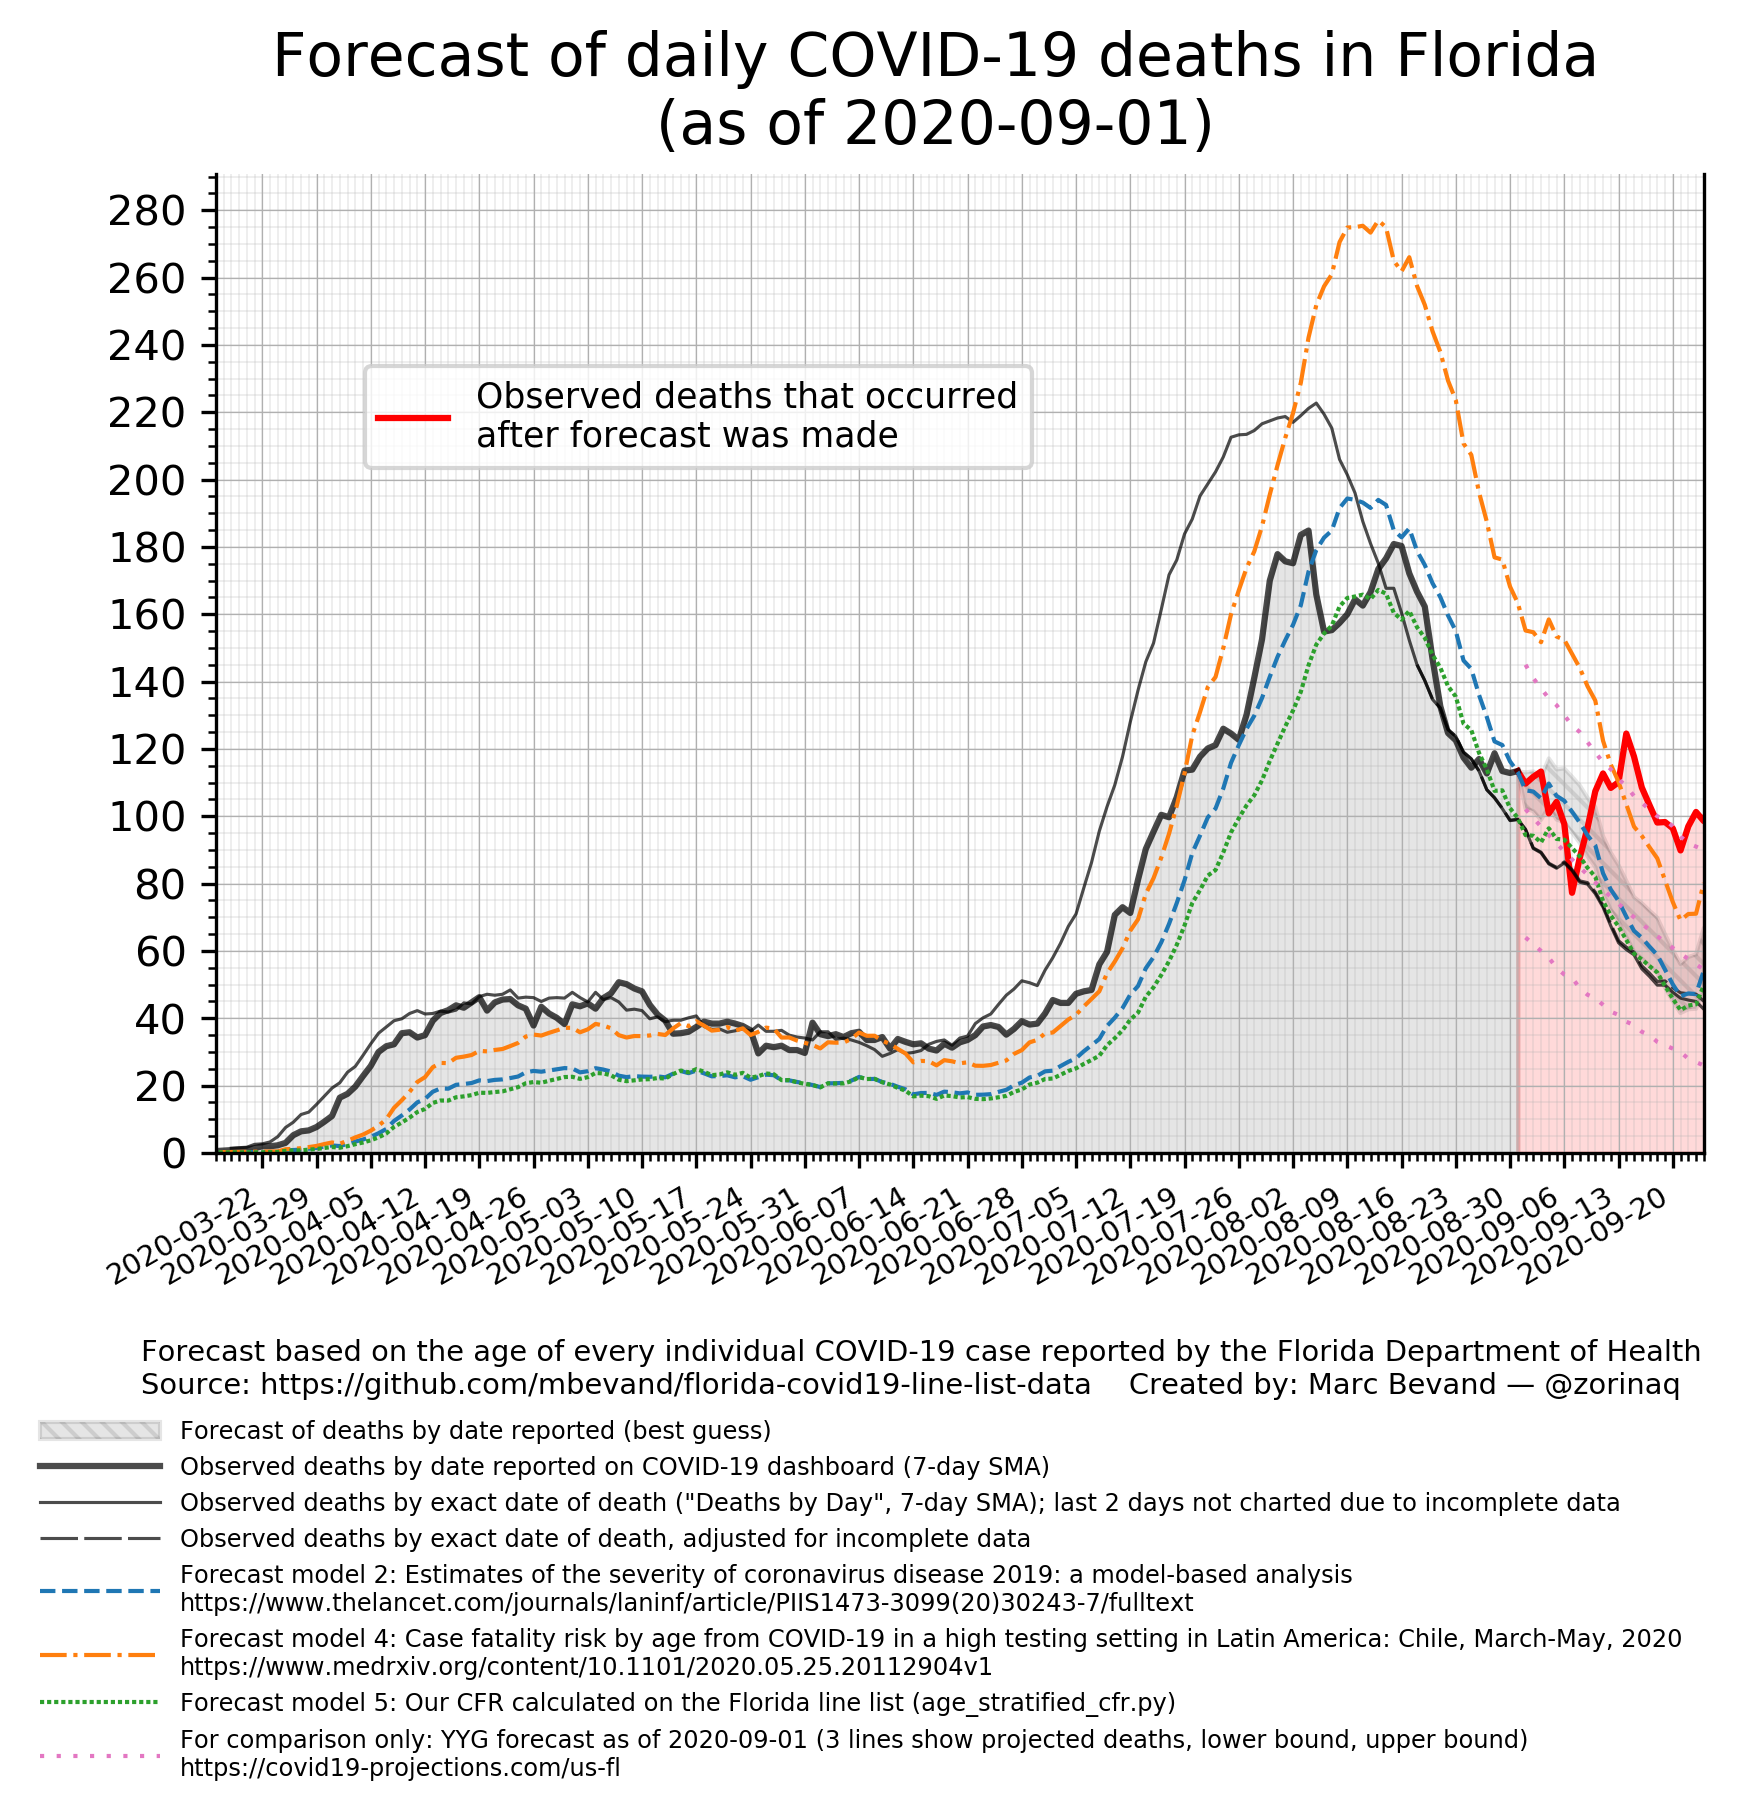 Forecast of daily COVID-19 deaths in Florida
(as of 2020-09-01)
280
260
240
220
200
180
160
140
120
100
80
60
40
20
0
Observed deaths that occurred
after forecast was made
2020-03-22
2020-03-29
2020-04-05
2020-04-12
2020-04-19
2020-04-26
2020-05-03
2020-05-10
2020-05-17
2020-05-24
2020-05-31
2020-06-07
2020-06-14
2020-06-21
2020-06-28
2020-07-05
2020-07-12
2020-07-19
2020-07-26
2020-08-02
2020-08-09
2020-08-16
2020-08-23
2020-08-30
2020-09-06
2020-09-13
2020-09-20
Forecast based on the age of every individual COVID-19 case reported by the Florida Department of Health
Source: https://github.com/mbevand/florida-covid19-line-list-data Created by: Marc Bevand — @zorinaq
Forecast of deaths by date reported (best guess)
Observed deaths by date reported on COVID-19 dashboard (7-day SMA)
Observed deaths by exact date of death ("Deaths by Day", 7-day SMA); last 2 days not charted due to incomplete data
Observed deaths by exact date of death, adjusted for incomplete data
Forecast model 2: Estimates of the severity of coronavirus disease 2019: a model-based analysis
https://www.thelancet.com/journals/laninf/article/PIIS1473-3099(20)30243-7/fulltext
Forecast model 4: Case fatality risk by age from COVID-19 in a high testing setting in Latin America: Chile, March-May, 2020
https://www.medrxiv.org/content/10.1101/2020.05.25.20112904v1
Forecast model 5: Our CFR calculated on the Florida line list (age_stratified_cfr.py)
For comparison only: YYG forecast as of 2020-09-01 (3 lines show projected deaths, lower bound, upper bound)
https://covid19-projections.com/us-fl